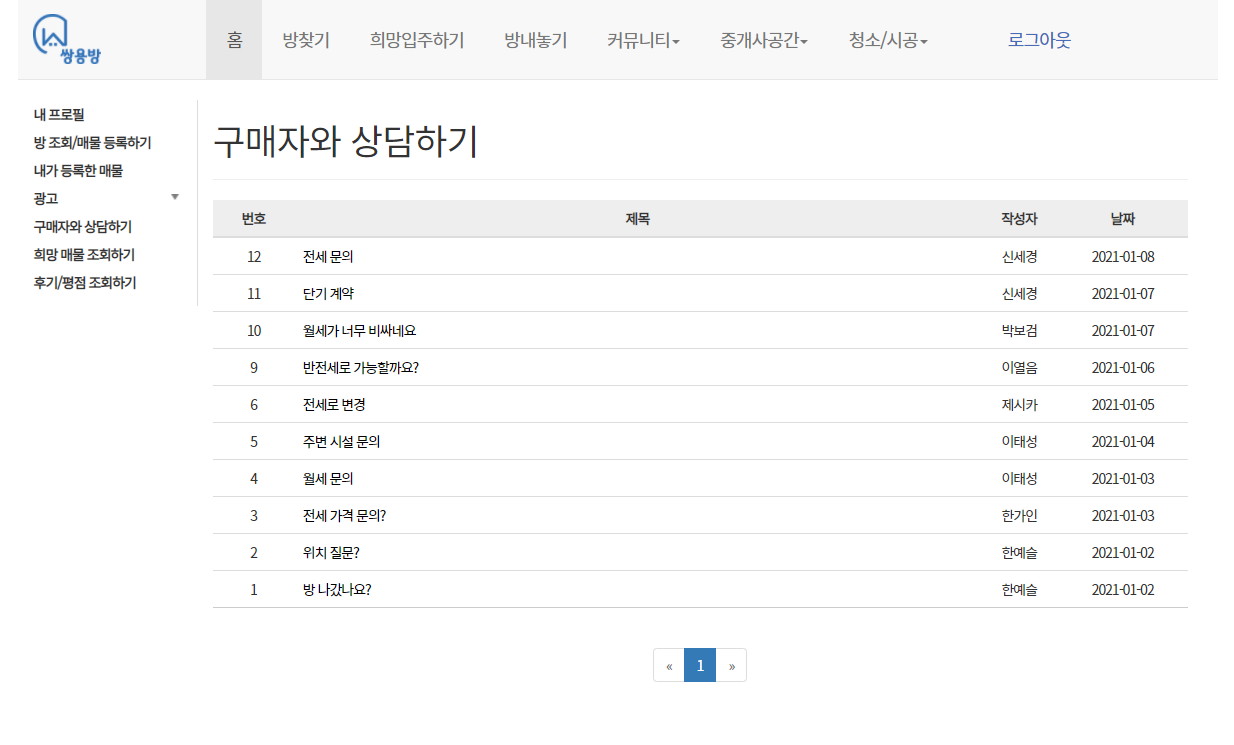 쌍용방
홈 방찾기 희망입주하기 방내놓기 커뮤니티 중개사공간 청소/시공 로그아웃
내 프로필
방 조회/매물 등록하기
내가 등록한 매물
광고
구매자와 상담하기
희망 매물 조회하기
후기/평점 조회하기
구매자와 상담하기
번호 제목 작성자 날짜
12 전세 문의 신세경 2021-01-08
11 단기 계약 신세경 2021-01-07
10 월세가 너무 비싸네요 박보검 2021-01-07
9 반전세로 가능할까요? 이열음 2021-01-06
6 전세로 변경 제시카 2021-01-05
5 주변 시설 문의 이태성 2021-01-04
4 월세 문의 이태성 2021-01-03
3 전세 가격 문의? 한가인 2021-01-03
2 위치 질문? 한예슬 2021-01-02
1 방 나갔나요? 한예슬 2021-01-02
« 1 »